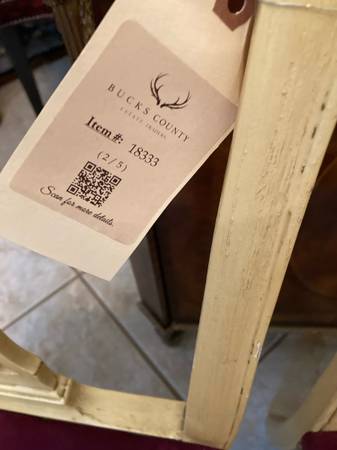 BUCKS COUNTY
ESTATE TRADERS
Item #: 18333
(2/5)
Scan for more details.